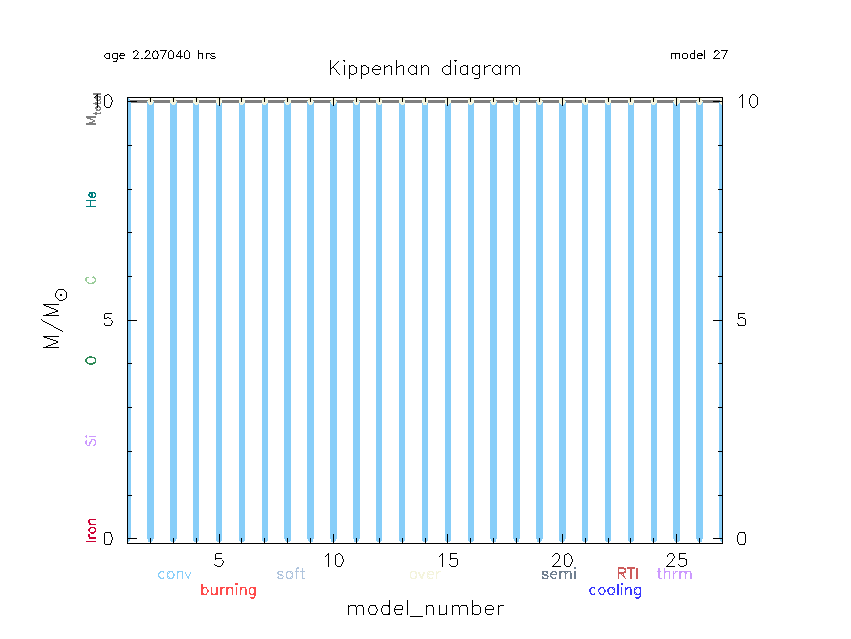 age 2.207040 hrs
model 27
Kippenhan diagram
M_total
10
10
He
C
M/M⊙
5
5
O
Si
Iron
0
0
5 10 15 20 25
conv soft over semi RTI thrm
burning cooling
model_number